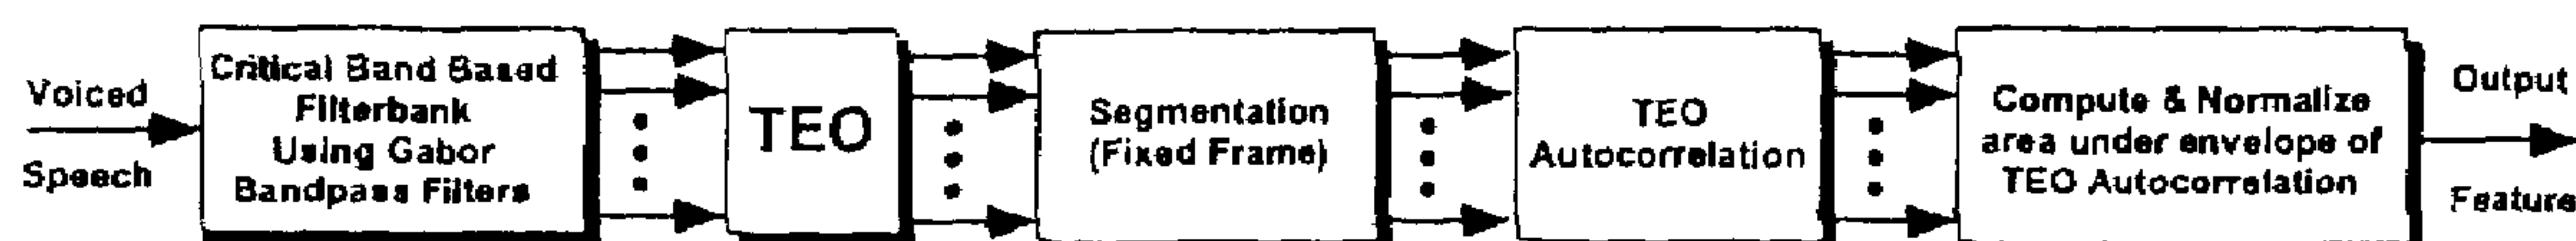 Voiced
Speech
Critical Band Based
Filterbank
Using Gabor
Bandpass Filters
TEO
Segmentation
(Fixed Frame)
TEO
Autocorrelation
Compute & Normalize
area under envelope of
TEO Autocorrelation
Output
Feature